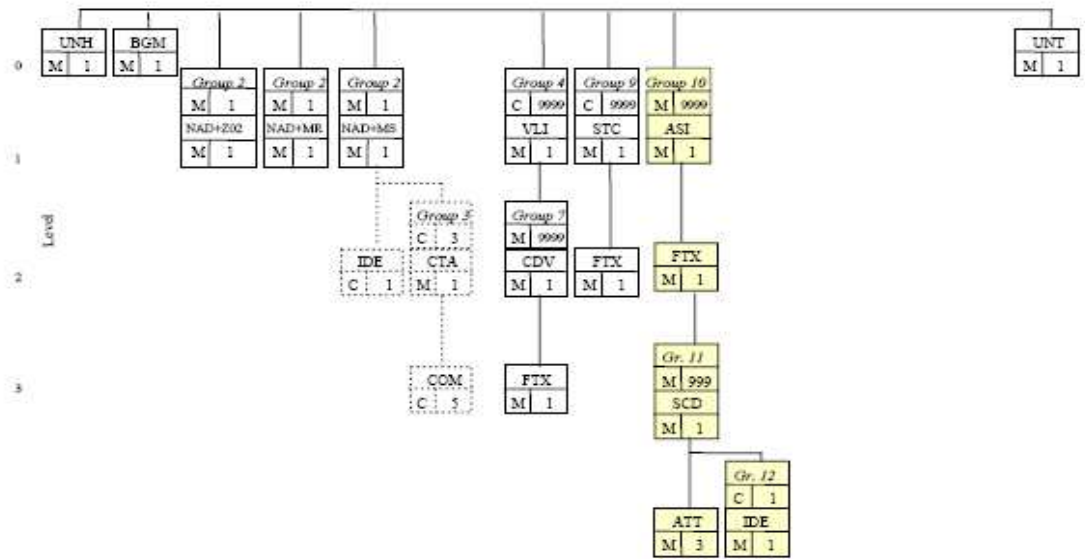 UNH
M 1
BGM
M 1
UNT
M 1
0
Group 2
M 1
NAD+Z02
M 1
Group 2
M 1
NAD+MR
M 1
Group 2
M 1
NAD+MS
M 1
Group 4
C 9999
VLI
M 1
Group 9
C 9999
STC
M 1
Group 10
M 9999
ASI
M 1
1
Level
Group 3
C 3
CTA
M 1
IDE
C 1
Group 7
M 9999
CDV
M 1
FTX
M 1
FTX
M 1
2
Gr. 11
M 999
SCD
M 1
3
COM
C 5
FTX
M 1
Gr. 12
C 1
IDE
M 1
ATT
M 3